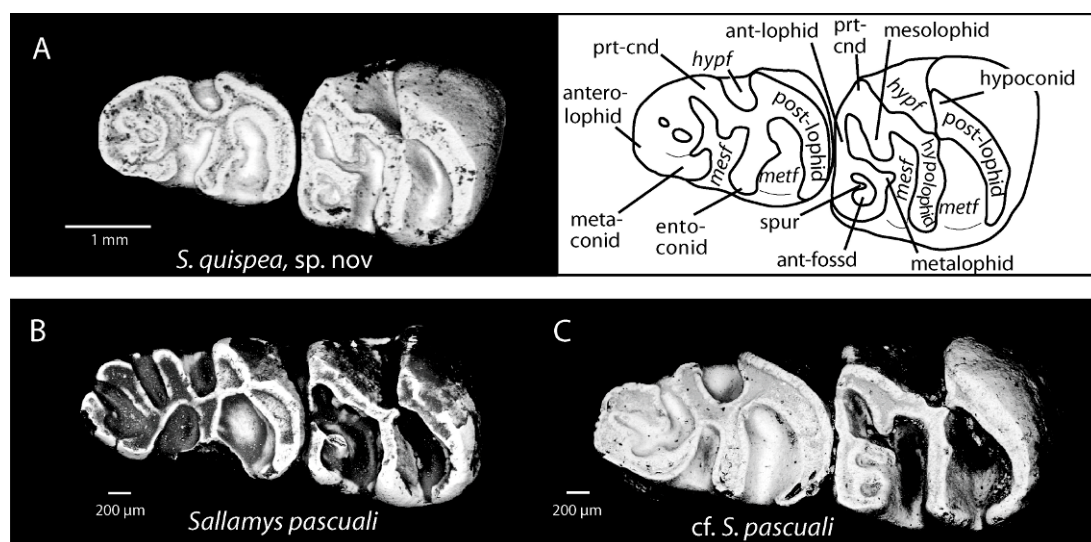 A
1 mm
S. quispea, sp. nov
prt-cnd
hypf
ant-lophid
prt-
cnd
mesolophid
antero-
lophid
hypf
hypoconid
post-lophid
post-lophid
mesf
metf
mesf
hypolophid
metf
meta-
conid
ento-
conid
spur
ant-fossd
metalophid
B
200 µm
Sallamys pascuali
C
200 µm
cf. S. pascuali